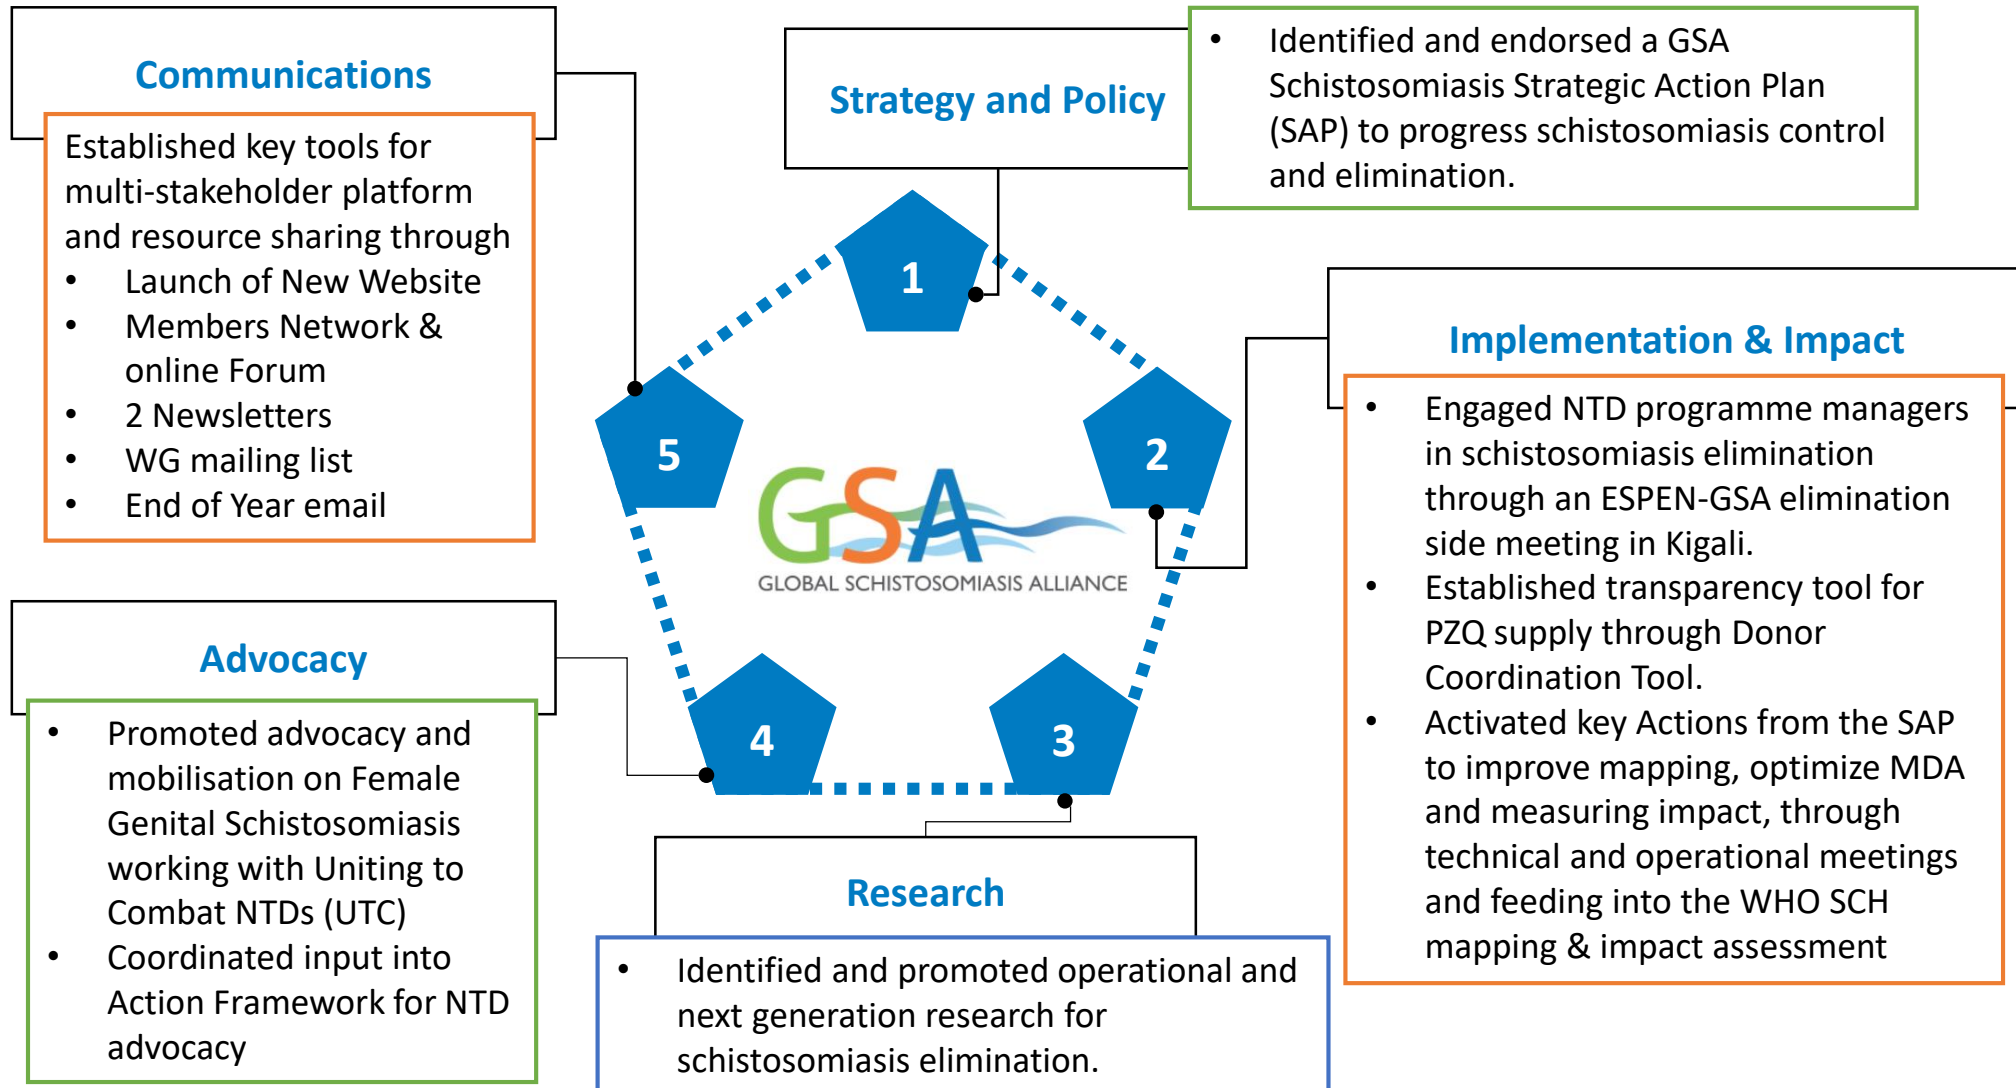 Communications
Established key tools for
multi-stakeholder platform
and resource sharing through
• Launch of New Website
• Members Network &
online Forum
• 2 Newsletters
• WG mailing list
• End of Year email
Strategy and Policy
• Identified and endorsed a GSA
Schistosomiasis Strategic Action Plan
(SAP) to progress schistosomiasis control
and elimination.
1
2
3
4
5
GSA
GLOBAL SCHISTOSOMIASIS ALLIANCE
Implementation & Impact
• Engaged NTD programme managers
in schistosomiasis elimination
through an ESPEN-GSA elimination
side meeting in Kigali.
• Established transparency tool for
PZQ supply through Donor
Coordination Tool.
• Activated key Actions from the SAP
to improve mapping, optimize MDA
and measuring impact, through
technical and operational meetings
and feeding into the WHO SCH
mapping & impact assessment
Advocacy
• Promoted advocacy and
mobilisation on Female
Genital Schistosomiasis
working with Uniting to
Combat NTDs (UTC)
• Coordinated input into
Action Framework for NTD
advocacy
Research
• Identified and promoted operational and
next generation research for
schistosomiasis elimination.